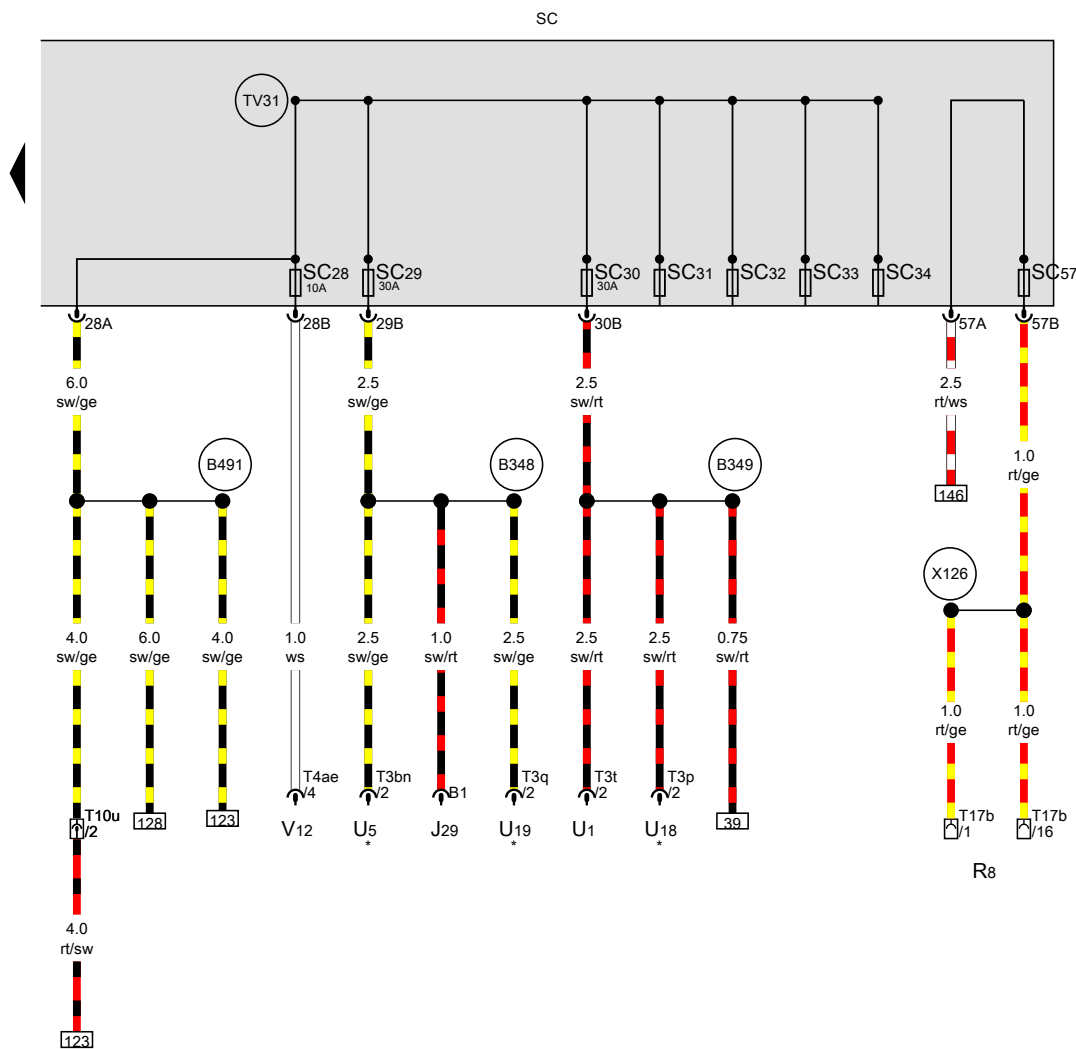 SC
TV31
SC28
10A
SC29
30A
SC30
30A
SC31
SC32
SC33
SC34
SC57
28A
28B
29B
30B
57A
57B
6.0
sw/ge
2.5
sw/ge
2.5
sw/rt
2.5
rt/ws
1.0
rt/ge
B491
B348
B349
146
X126
4.0
sw/ge
6.0
sw/ge
4.0
sw/ge
1.0
ws
2.5
sw/ge
1.0
sw/rt
2.5
sw/ge
2.5
sw/rt
2.5
sw/rt
0.75
sw/rt
1.0
rt/ge
1.0
rt/ge
T10u
/2
128
123
T4ae
/4
T3bn
/2
B1
T3q
/2
T3t
/2
T3p
/2
39
T17b
/1
T17b
/16
V12
U5
*
J29
U19
*
U1
U18
*
R8
4.0
rt/sw
123